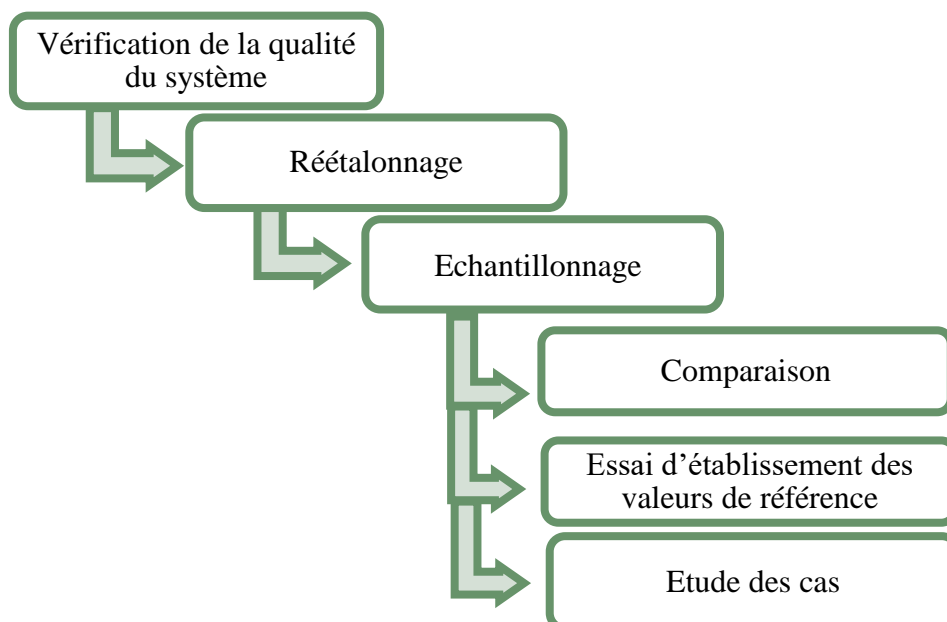 Vérification de la qualité
du système
Réétalonnage
Echantillonnage
Comparaison
Essai d’établissement des
valeurs de référence
Etude des cas